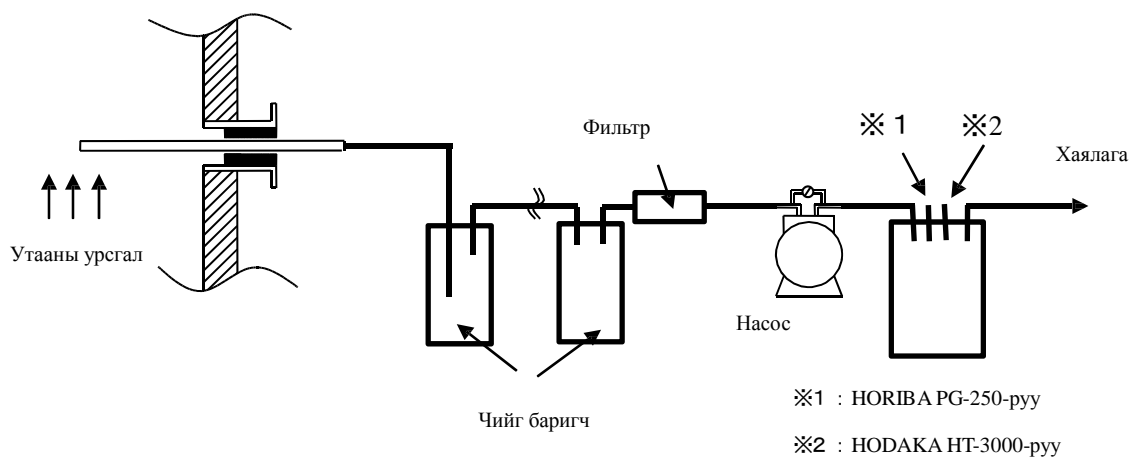 Фильтр
※1
※2
Хаялага
Утааны урсгал
Насос
Чийг баригч
※1 : HORIBA PG-250-руу
※2 : HODAKA HT-3000-руу